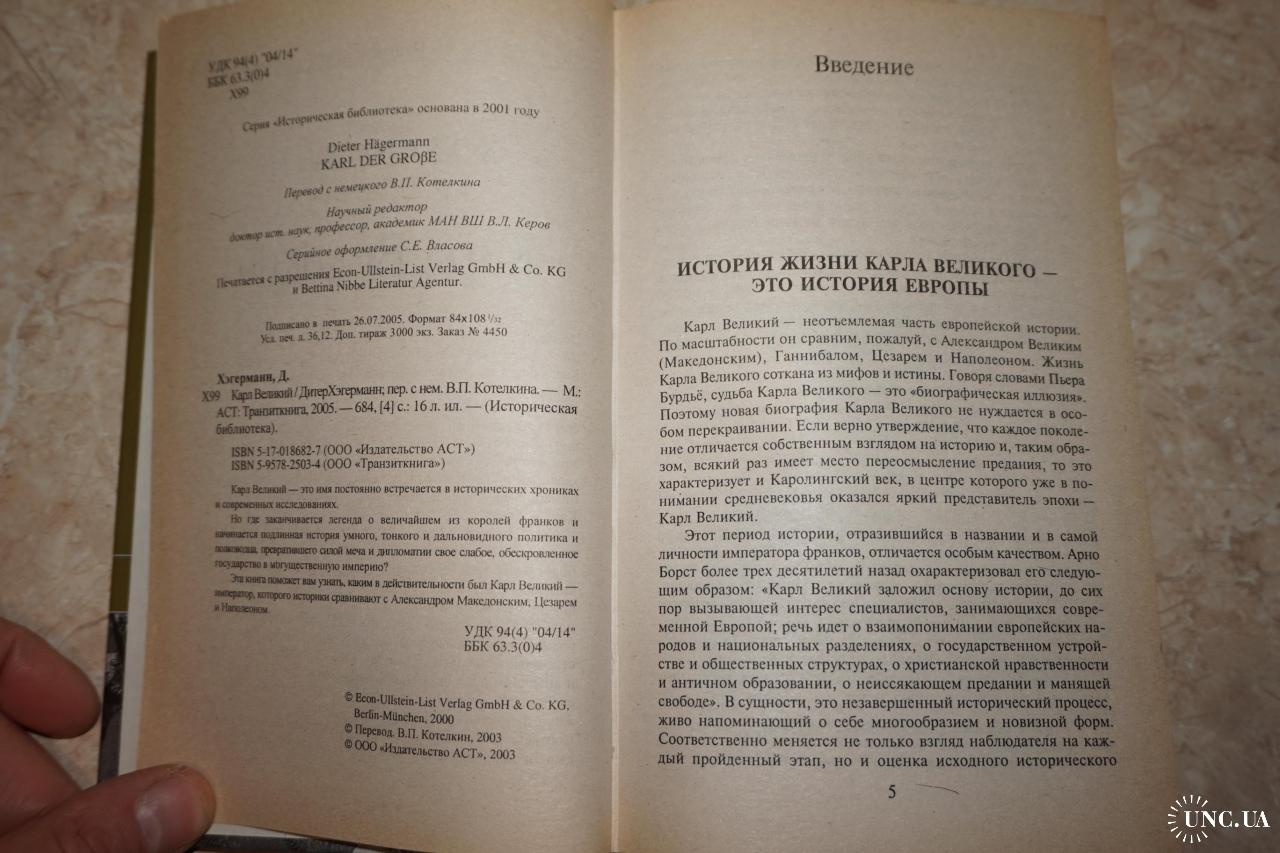 УДК 94(4) "04/14"
ББК 63.3(0)4
Х99
Серия «Историческая библиотека» основана в 2001 году
Dieter Hägermann
KARL DER GROβE
Перевод с немецкого В.П. Котелкина
Научный редактор
доктор ист. наук, профессор, академик МАН ВШ В.Л. Керов
Серийное оформление С.Е. Власова
Печатается с разрешения Econ-Ullstein-List Verlag GmbH & Co. KG
и Bettina Nibbe Literatur Agentur.
Подписано в печать 26.07.2005. Формат 84x108 1/32
Усл. печ. л. 36,12. Доп. тираж 3000 экз. Заказ № 4450
Хэгерманн, Д.
Х99 Карл Великий / ДитерХэгерманн; пер. с нем. В.П. Котелкина. — М.:
АСТ: Транзиткнига, 2005. — 684, [4] с.: 16 л. ил. — (Историческая
библиотека).
ISBN 5-17-018682-7 (ООО «Издательство АСТ»)
ISBN 5-9578-2503-4 (ООО «Транзиткнига»)
Карл Великий — это имя постоянно встречается в исторических хрониках
и современных исследованиях.
Но где заканчивается легенда о величайшем из королей франков и
начинается подлинная история умного, тонкого и дальновидного политика и
полководца, превратившего силой меча и дипломатии свое слабое, обескровленное
государство в могущественную империю?
Эта книга поможет вам узнать, каким в действительности был Карл Великий —
император, которого историки сравнивают с Александром Македонским, Цезарем
и Наполеоном.
УДК 94(4) "04/14"
ББК 63.3(0)4
© Econ-Ullstein-List Verlag GmbH & Co. KG,
Berlin-München, 2000
© Перевод. В.П. Котелкин, 2003
© ООО «Издательство АСТ», 2003
Введение
ИСТОРИЯ ЖИЗНИ КАРЛА ВЕЛИКОГО —
ЭТО ИСТОРИЯ ЕВРОПЫ
Карл Великий — неотъемлемая часть европейской истории.
По масштабности он сравним, пожалуй, с Александром Великим
(Македонским), Ганнибалом, Цезарем и Наполеоном. Жизнь
Карла Великого соткана из мифов и истины. Говоря словами Пьера
Бурдьё, судьба Карла Великого — это «биографическая иллюзия».
Поэтому новая биография Карла Великого не нуждается в осо-
бом перекраивании. Если верно утверждение, что каждое поколе-
ние отличается собственным взглядом на историю и, таким обра-
зом, всякий раз имеет место переосмысление предания, то это
характеризует и Каролингский век, в центре которого уже в по-
нимании средневековья оказался яркий представитель эпохи —
Карл Великий.
Этот период истории, отразившийся в названии и в самой
личности императора франков, отличается особым качеством. Арно
Борст более трех десятилетий назад охарактеризовал его следую-
щим образом: «Карл Великий заложил основу истории, до сих
пор вызывающей интерес специалистов, занимающихся совре-
менной Европой; речь идет о взаимопонимании европейских на-
родов и национальных разделениях, о государственном устрой-
стве и общественных структурах, о христианской нравственности
и античном образовании, о неиссякающем предании и манящей
свободе». В сущности, это незавершенный исторический процесс,
живо напоминающий о себе многообразием и новизной форм.
Соответственно меняется не только взгляд наблюдателя на каж-
дый пройденный этап, но и оценка исходного исторического
5
UNC.UA